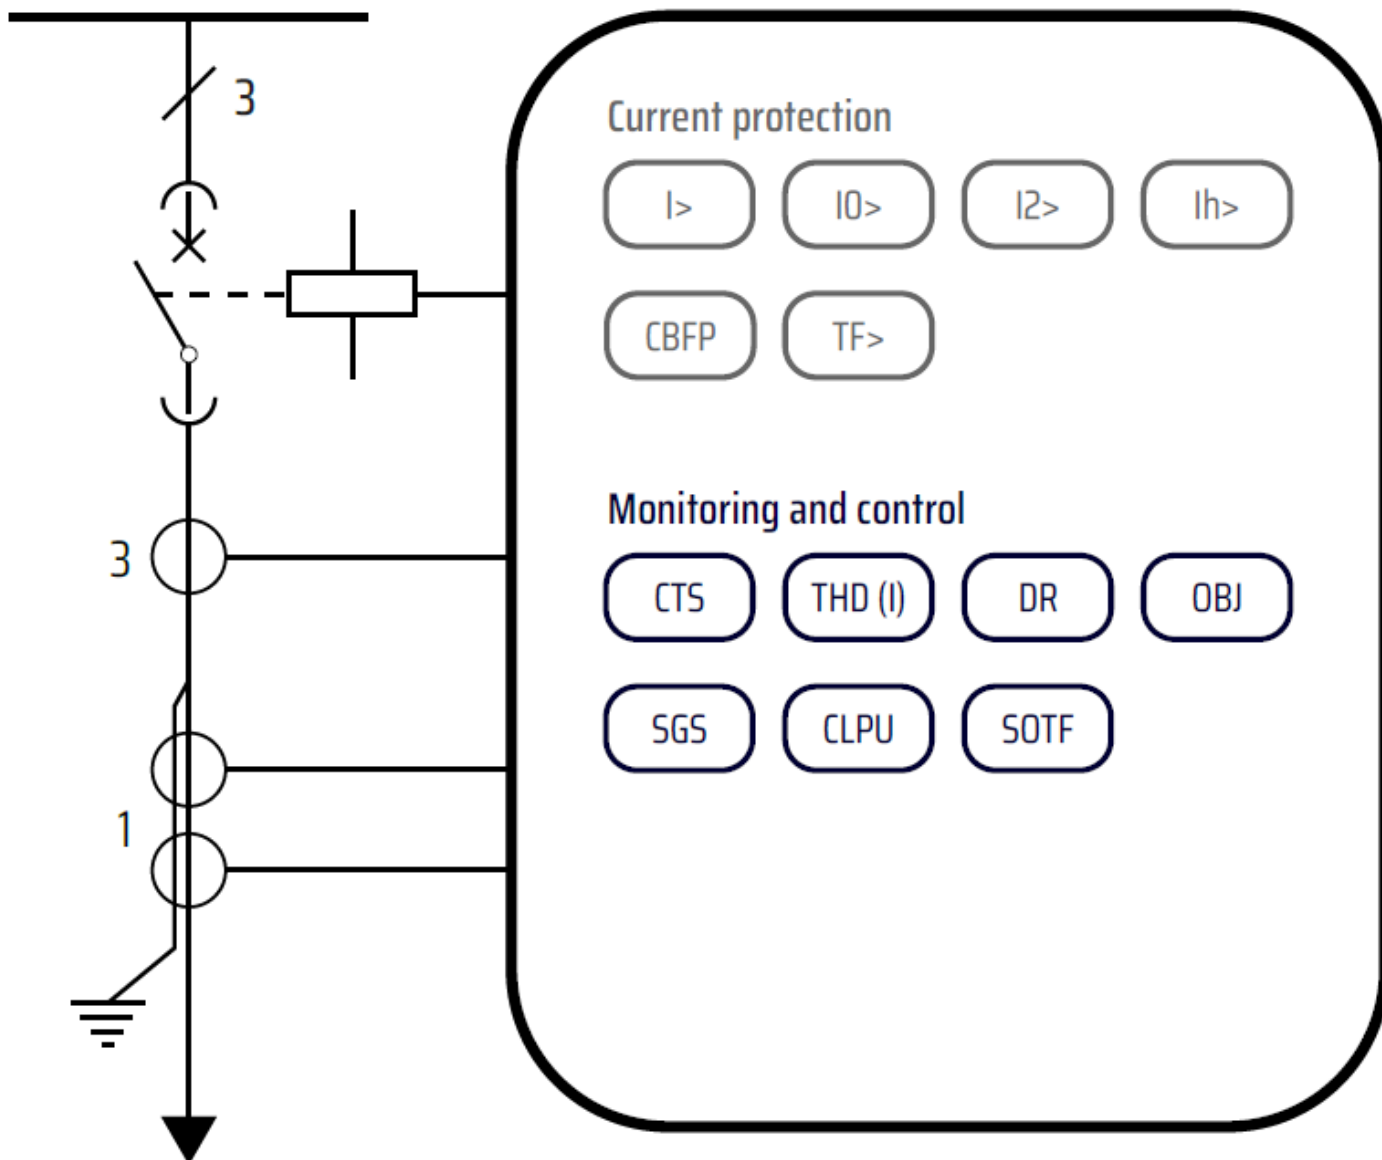 3
Current protection
I> I0> I2> Ih>
CBFP TF>
Monitoring and control
3
CTS THD (I) DR OBJ
SGS CLPU SOTF
1